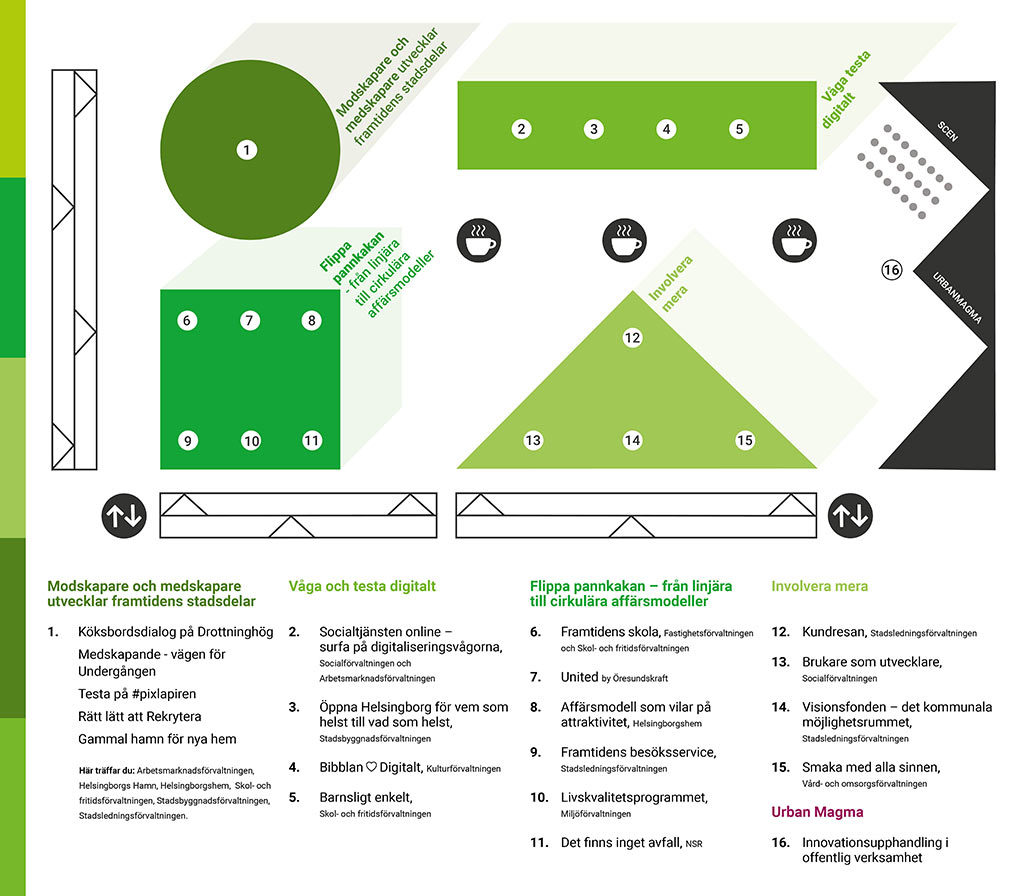 Modskapare och
medskapare utvecklar
framtidens stadsdelar
Våga testa
digitalt
1
2
3
4
5
SCEN
Flippa
pannkakan
- från linjära
till cirkulära
affärsmodeller
Involvera
mera
16
URBANMAGMA
6
7
8
12
9
10
11
13
14
15
Modskapare och medskapare
utvecklar framtidens stadsdelar
1. Köksbordsdialog på Drottninghög
Medskapande - vägen för
Undergången
Testa på #pixlapiren
Rätt lätt att Rekrytera
Gammal hamn för nya hem
Här träffar du: Arbetsmarknadsförvaltningen,
Helsingborgs Hamn, Helsingborgshem, Skol- och
fritidsförvaltningen, Stadsbyggnadsförvaltningen,
Stadsledningsförvaltningen.
Våga och testa digitalt
2. Socialtjänsten online –
surfa på digitaliseringsvågorna,
Socialförvaltningen och
Arbetsmarknadsförvaltningen
3. Öppna Helsingborg för vem som
helst till vad som helst,
Stadsbyggnadsförvaltningen
4. Bibblan ♡ Digitalt, Kulturförvaltningen
5. Barnsligt enkelt,
Skol- och fritidsförvaltningen
Flippa pannkakan – från linjära
till cirkulära affärsmodeller
6. Framtidens skola, Fastighetsförvaltningen
och Skol- och fritidsförvaltningen
7. United by Öresundskraft
8. Affärsmodell som vilar på
attraktivitet, Helsingborgshem
9. Framtidens besöksservice,
Stadsledningsförvaltningen
10. Livskvalitetsprogrammet,
Miljöförvaltningen
11. Det finns inget avfall, NSR
Involvera mera
12. Kundresan, Stadsledningsförvaltningen
13. Brukare som utvecklare,
Socialförvaltningen
14. Visionsfonden – det kommunala
möjlighetsrummet,
Stadsledningsförvaltningen
15. Smaka med alla sinnen,
Vård- och omsorgsförvaltningen
Urban Magma
16. Innovationsupphandling i
offentlig verksamhet